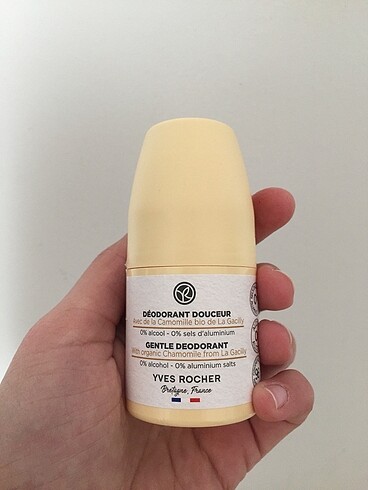 DÉODORANT DOUCEUR
Avec de la Camomille bio de La Gacilly
0% alcool - 0% sels d'aluminium
GENTLE DEODORANT
With organic Chamomile from La Gacilly
0% alcohol - 0% aluminium salts
YVES ROCHER
Bretagne, France